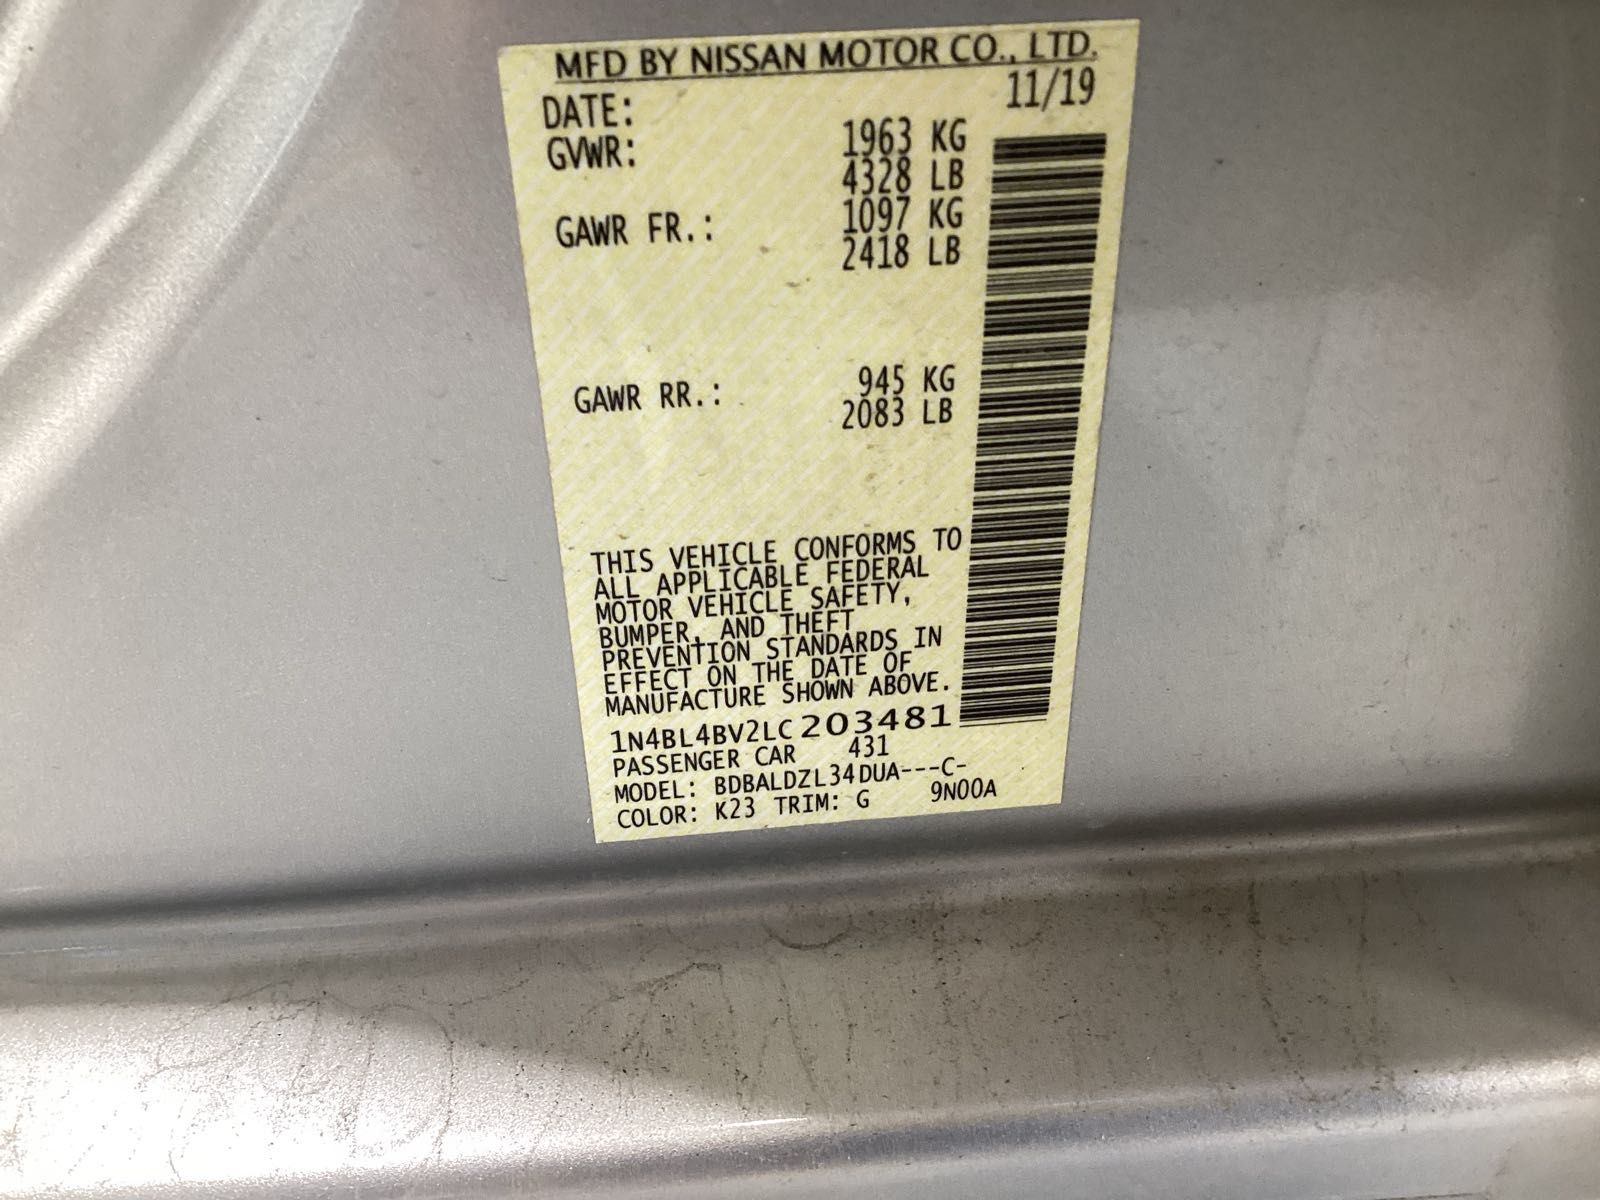 MFD BY NISSAN MOTOR CO., LTD.
DATE: 11/19
GVWR: 1963 KG
4328 LB
GAWR FR.: 1097 KG
2418 LB
GAWR RR.: 945 KG
2083 LB
THIS VEHICLE CONFORMS TO
ALL APPLICABLE FEDERAL
MOTOR VEHICLE SAFETY,
BUMPER, AND THEFT
PREVENTION STANDARDS IN
EFFECT ON THE DATE OF
MANUFACTURE SHOWN ABOVE.
1N4BL4BV2LC203481
PASSENGER CAR 431
MODEL: BDBALDZL34DUA---C-
COLOR: K23 TRIM: G 9N00A